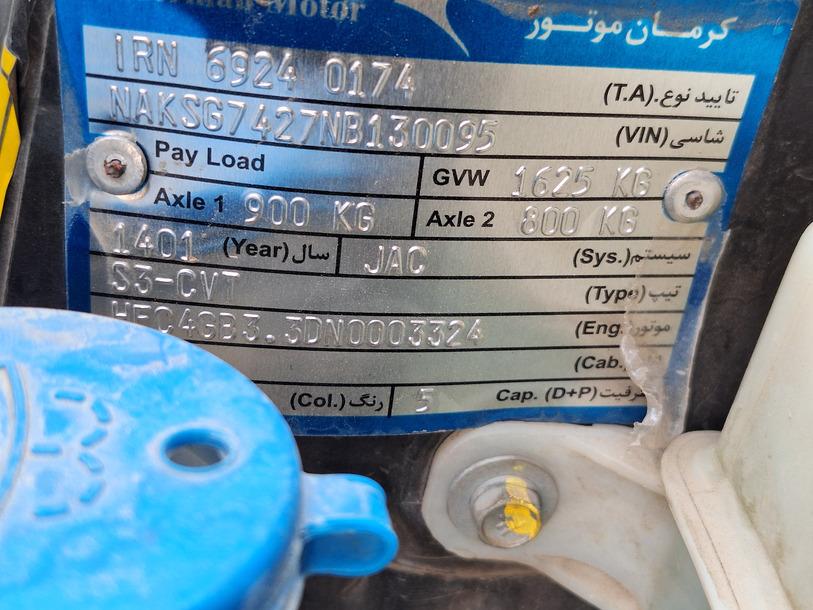 Motor
کرمان موتور
IRN 6924 0174 تایید نوع.(T.A)
NAKSG7427NB130095 شاسی(VIN)
Pay Load GVW 1625 KG
Axle 1 900 KG Axle 2 800 KG
1401 سال(Year) JAC سیستم(Sys.)
S3-CVT تیپ(Type)
HFC4GB3.3DN0003324 موتور(Eng.
(Cab.)
رنگ(Col.) 5 Cap. (D+P)